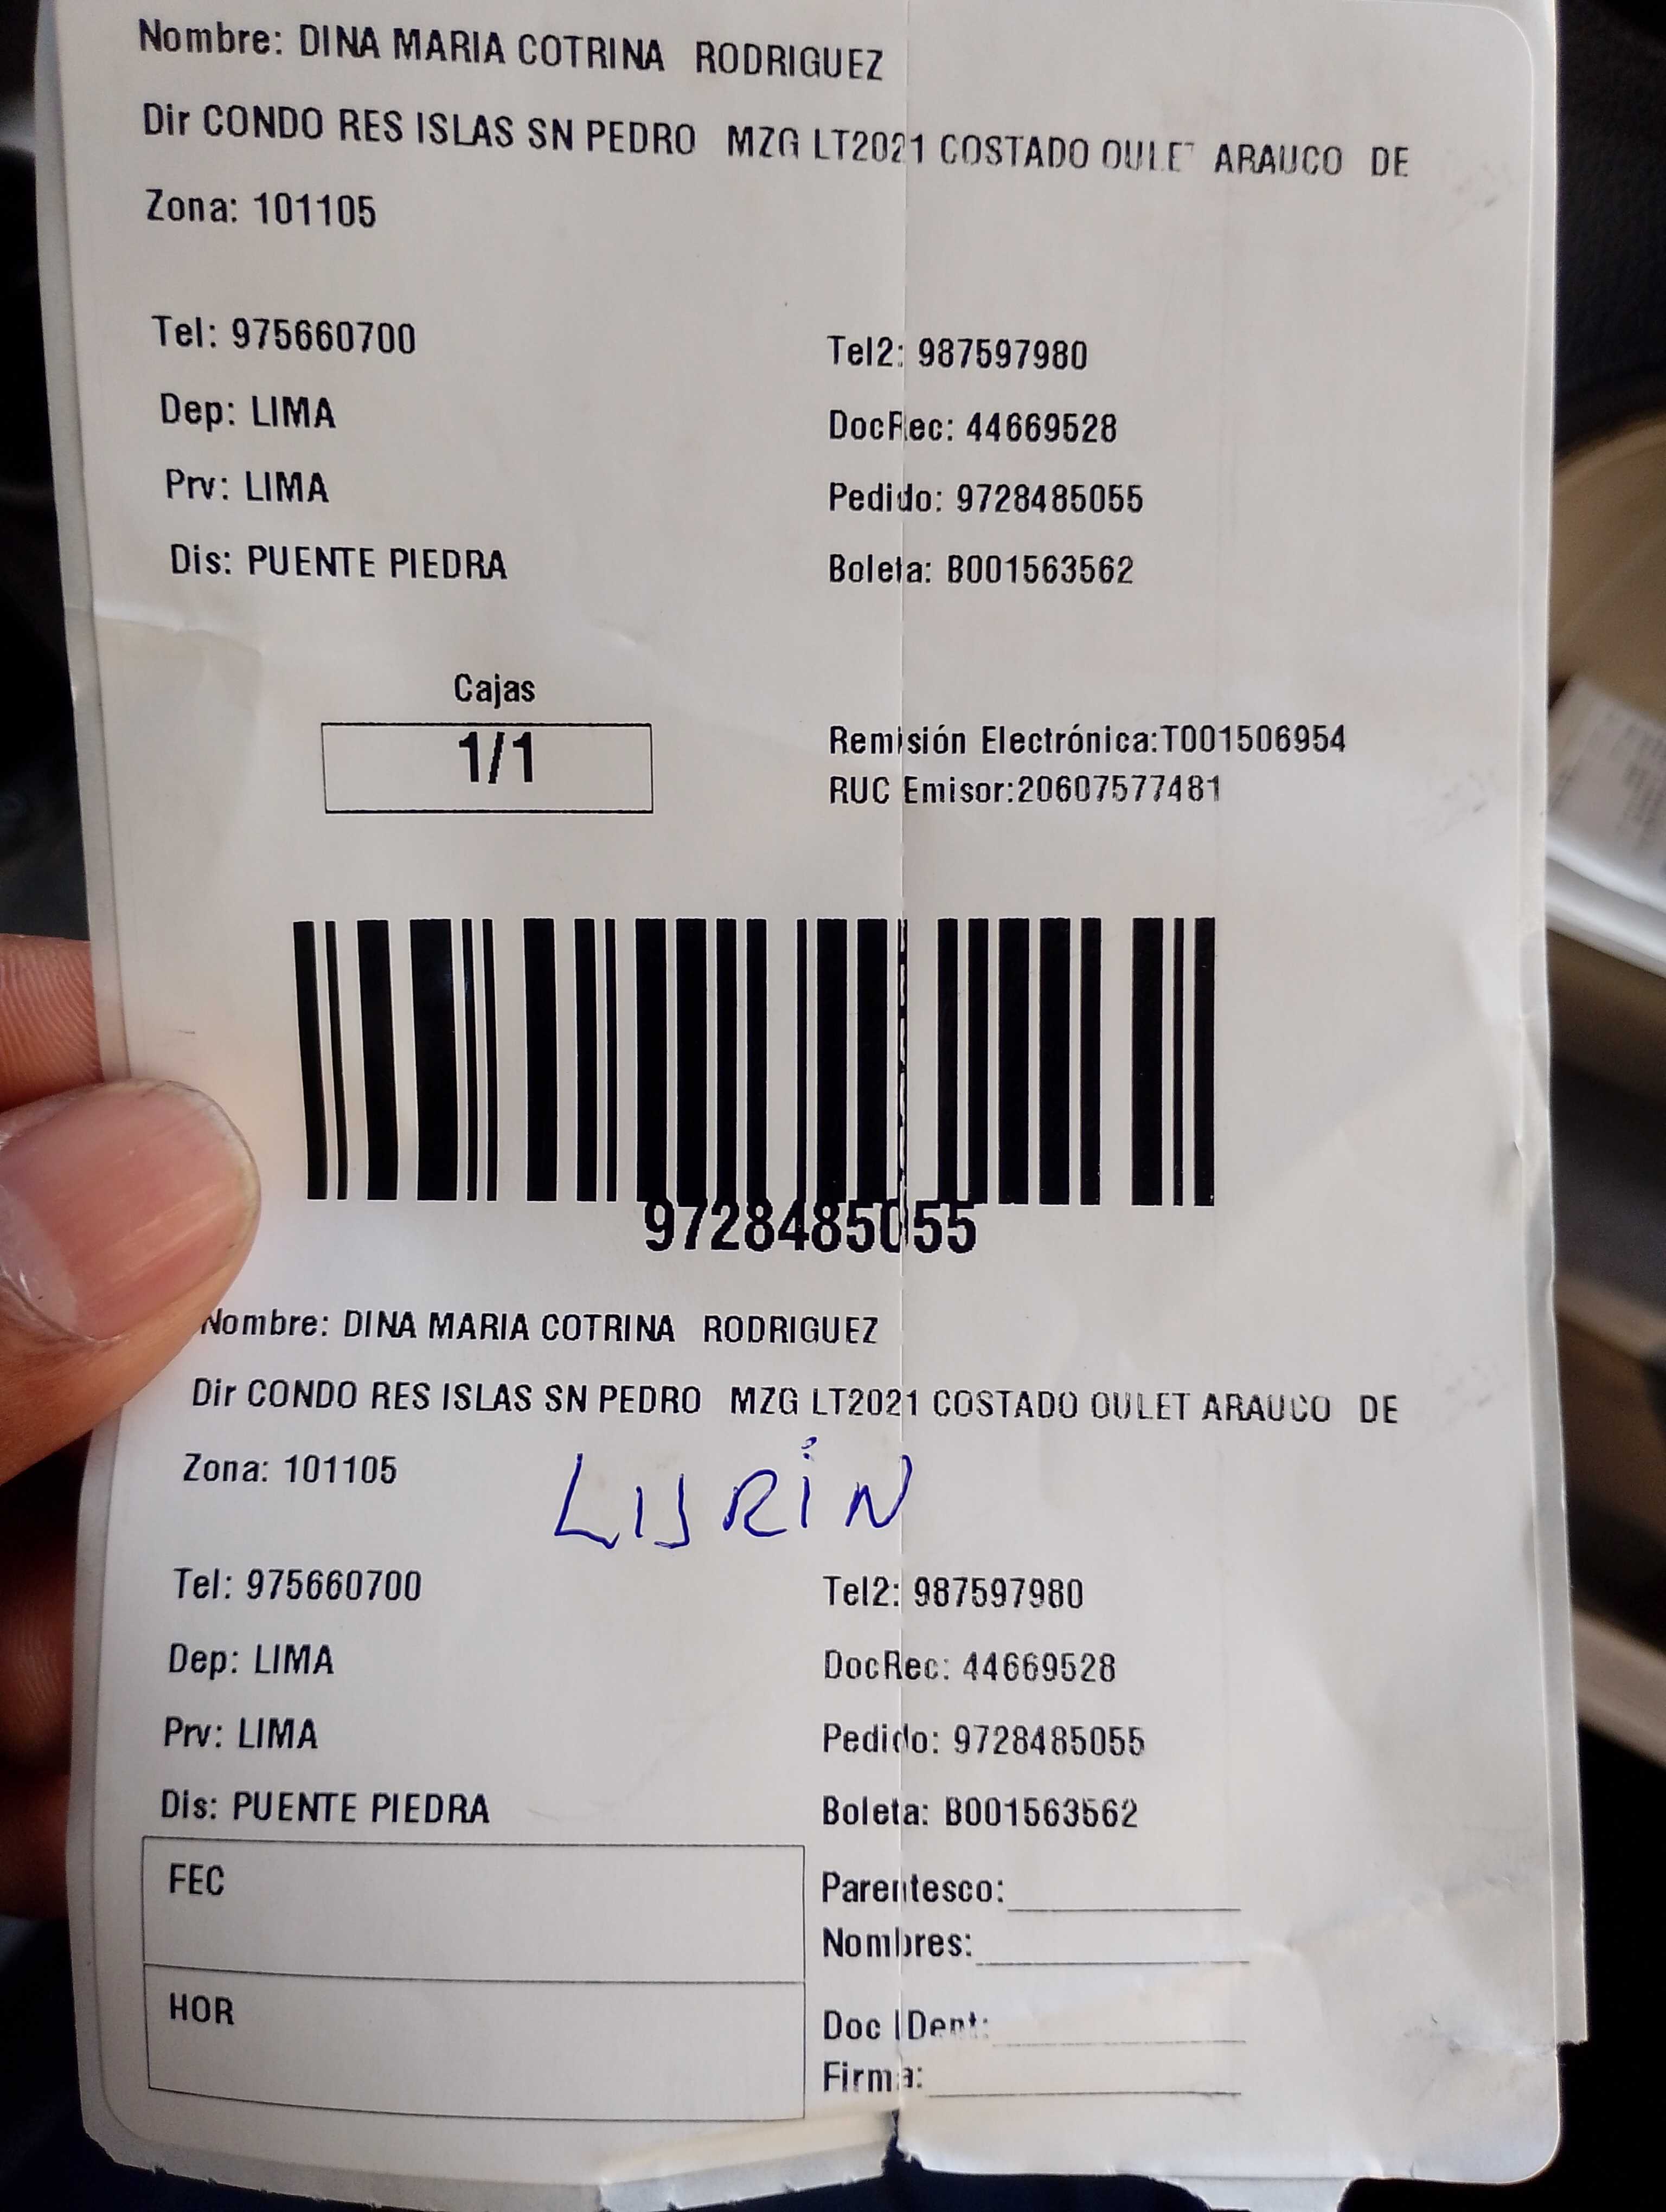 Nombre: DINA MARIA COTRINA RODRIGUEZ
Dir CONDO RES ISLAS SN PEDRO MZG LT2021 COSTADO OULET ARAUCO DE
Zona: 101105
Tel: 975660700 Tel2: 987597980
Dep: LIMA DocRec: 44669528
Prv: LIMA Pedido: 9728485055
Dis: PUENTE PIEDRA Boleta: B001563562
Cajas
1/1
Remisión Electrónica:T001506954
RUC Emisor:20607577481
9728485055
Nombre: DINA MARIA COTRINA RODRIGUEZ
Dir CONDO RES ISLAS SN PEDRO MZG LT2021 COSTADO OULET ARAUCO DE
Zona: 101105
LURÍN
Tel: 975660700 Tel2: 987597980
Dep: LIMA DocRec: 44669528
Prv: LIMA Pedido: 9728485055
Dis: PUENTE PIEDRA Boleta: B001563562
FEC
Parentesco:
Nombres:
HOR
Doc IDent:
Firma: